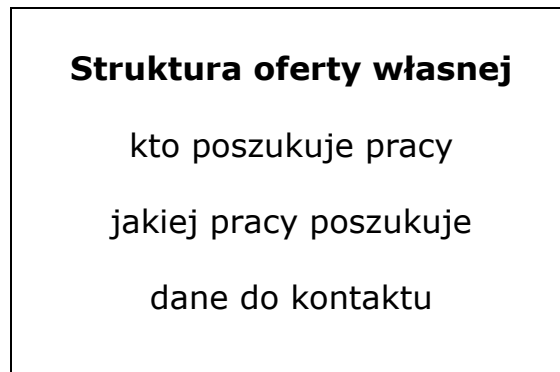 Struktura oferty własnej
kto poszukuje pracy
jakiej pracy poszukuje
dane do kontaktu